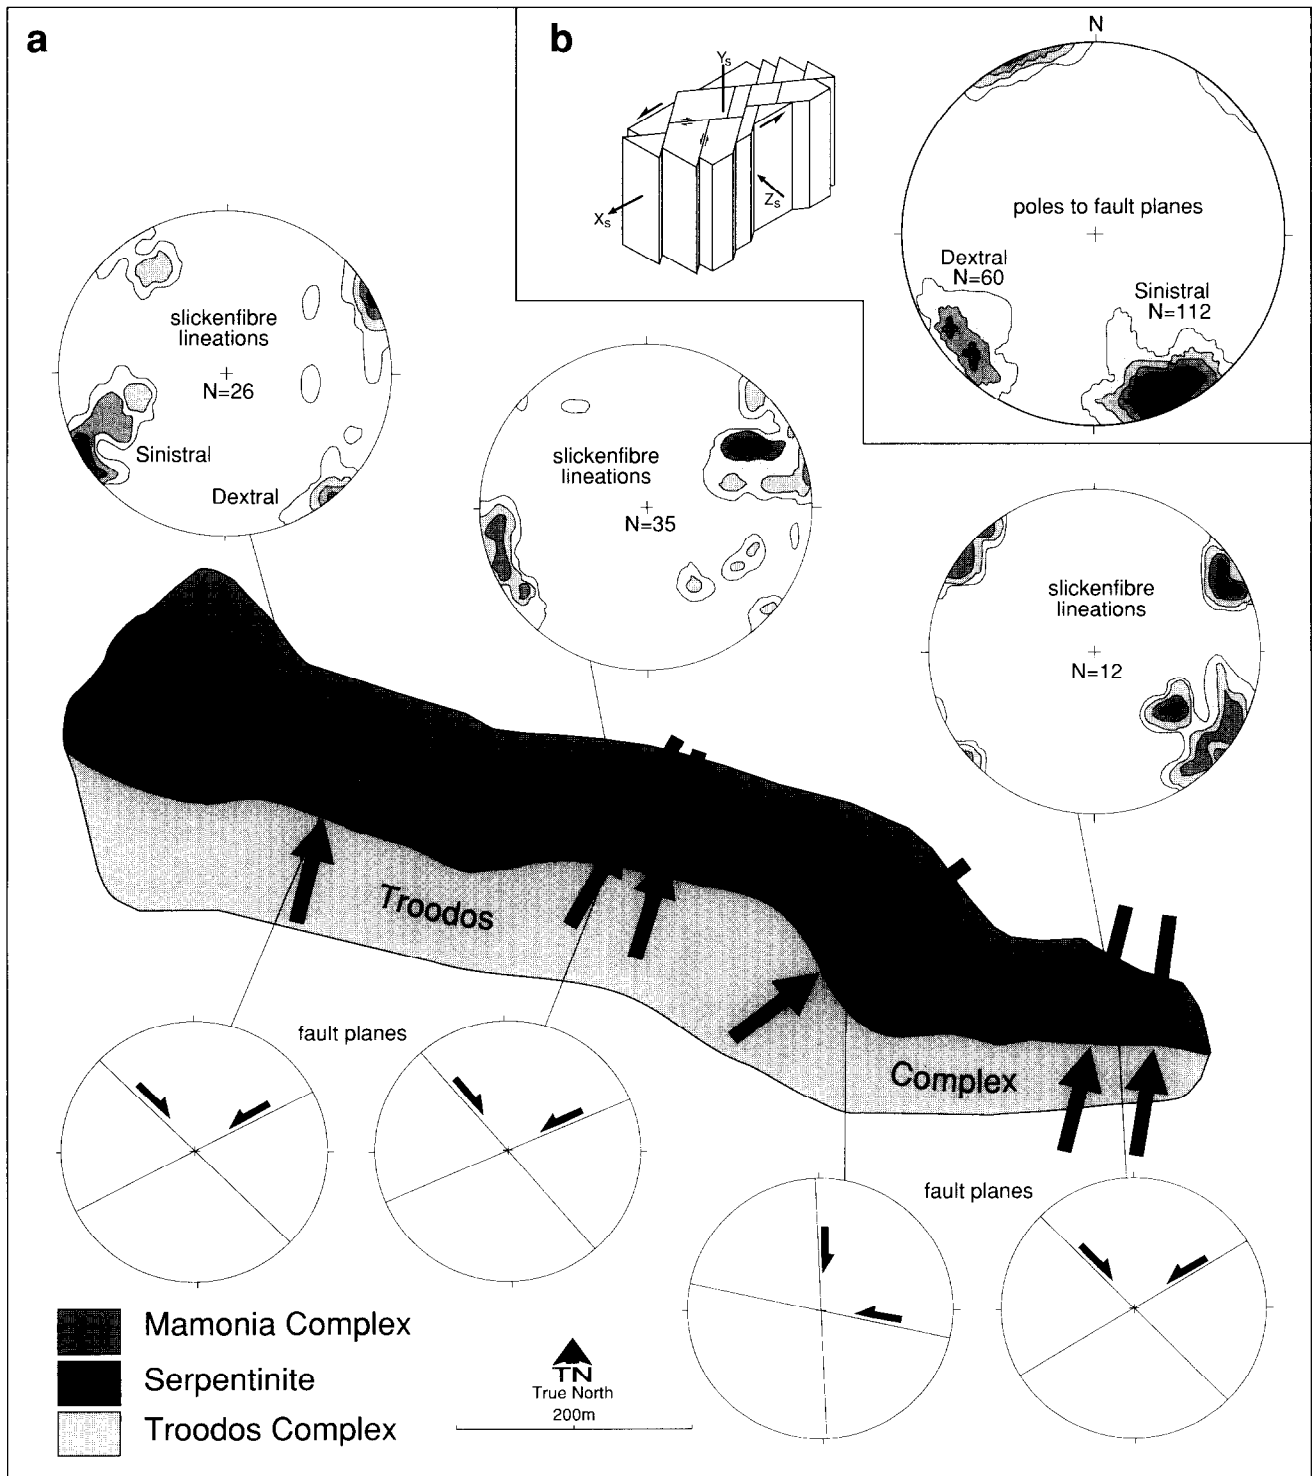 a
b
Ys
Xs
Zs
N
poles to fault planes
Dextral
N=60
Sinistral
N=112
slickenfibre
lineations
N=26
Sinistral
Dextral
slickenfibre
lineations
N=35
slickenfibre
lineations
N=12
Troodos
Complex
fault planes
fault planes
Mamonia Complex
Serpentinite
Troodos Complex
TN
True North
200m